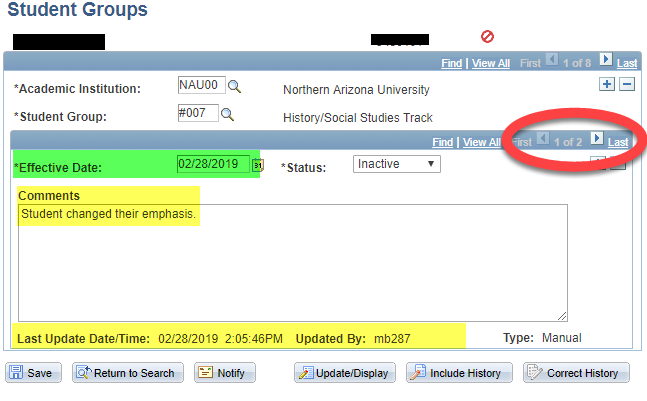 Student Groups
Find | View All First 1 of 8 Last
*Academic Institution: NAU00 Northern Arizona University
*Student Group: #007 History/Social Studies Track
Find | View All First 1 of 2 Last
*Effective Date: 02/28/2019 31 *Status: Inactive
Comments
Student changed their emphasis.
Last Update Date/Time: 02/28/2019 2:05:46PM Updated By: mb287 Type: Manual
Save Return to Search Notify Update/Display Include History Correct History